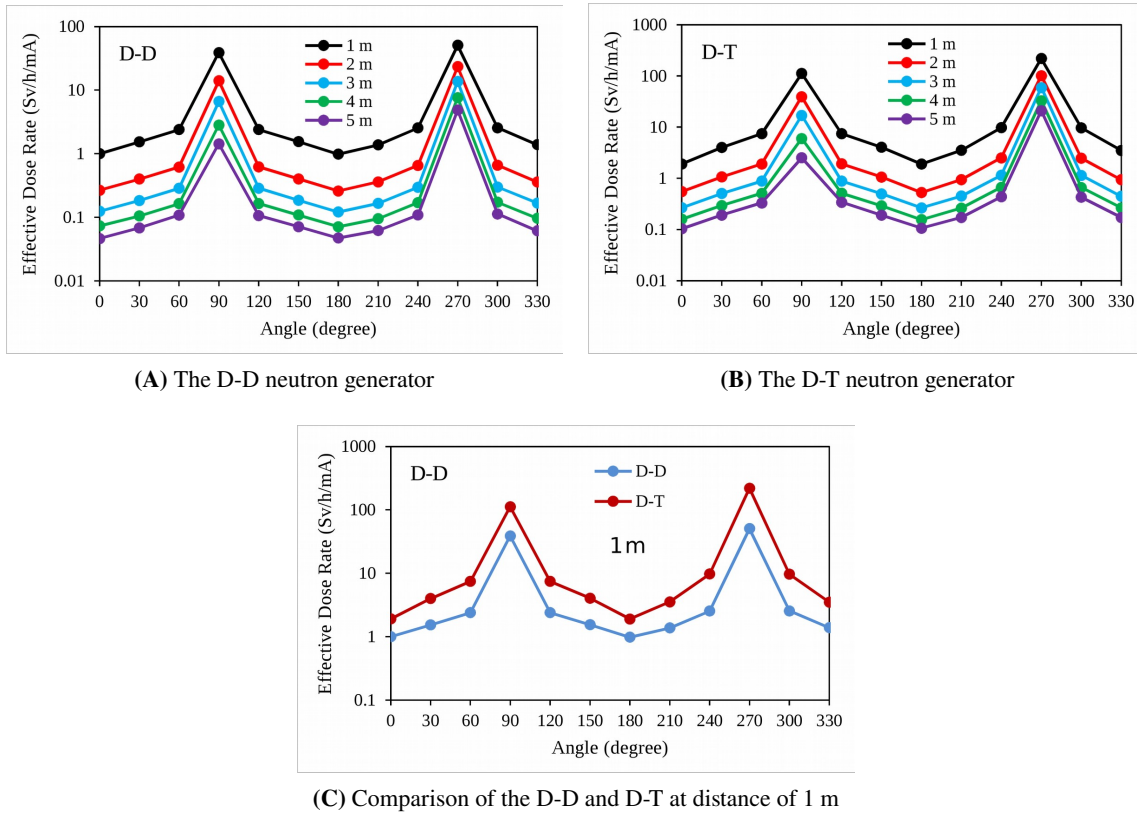 100
10
1
0.1
0.01
Effective Dose Rate (Sv/h/mA)
D-D
1 m
2 m
3 m
4 m
5 m
0 30 60 90 120 150 180 210 240 270 300 330
Angle (degree)
(A) The D-D neutron generator
1000
100
10
1
0.1
0.01
Effective Dose Rate (Sv/h/mA)
D-T
1 m
2 m
3 m
4 m
5 m
0 30 60 90 120 150 180 210 240 270 300 330
Angle (degree)
(B) The D-T neutron generator
1000
100
10
1
0.1
Effective Dose Rate (Sv/h/mA)
D-D
D-D
D-T
1m
0 30 60 90 120 150 180 210 240 270 300 330
Angle (degree)
(C) Comparison of the D-D and D-T at distance of 1 m